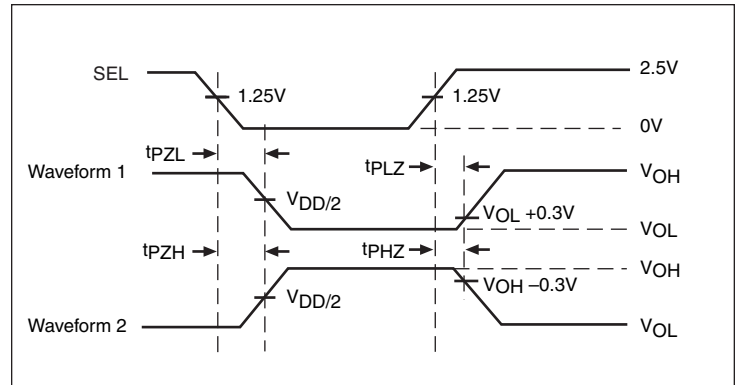 SEL
1.25V
1.25V
2.5V
0V
tPZL
tPLZ
Waveform 1
VDD/2
VOH
VOL +0.3V
VOL
tPZH
tPHZ
VOH
VDD/2
VOH –0.3V
Waveform 2
VOL